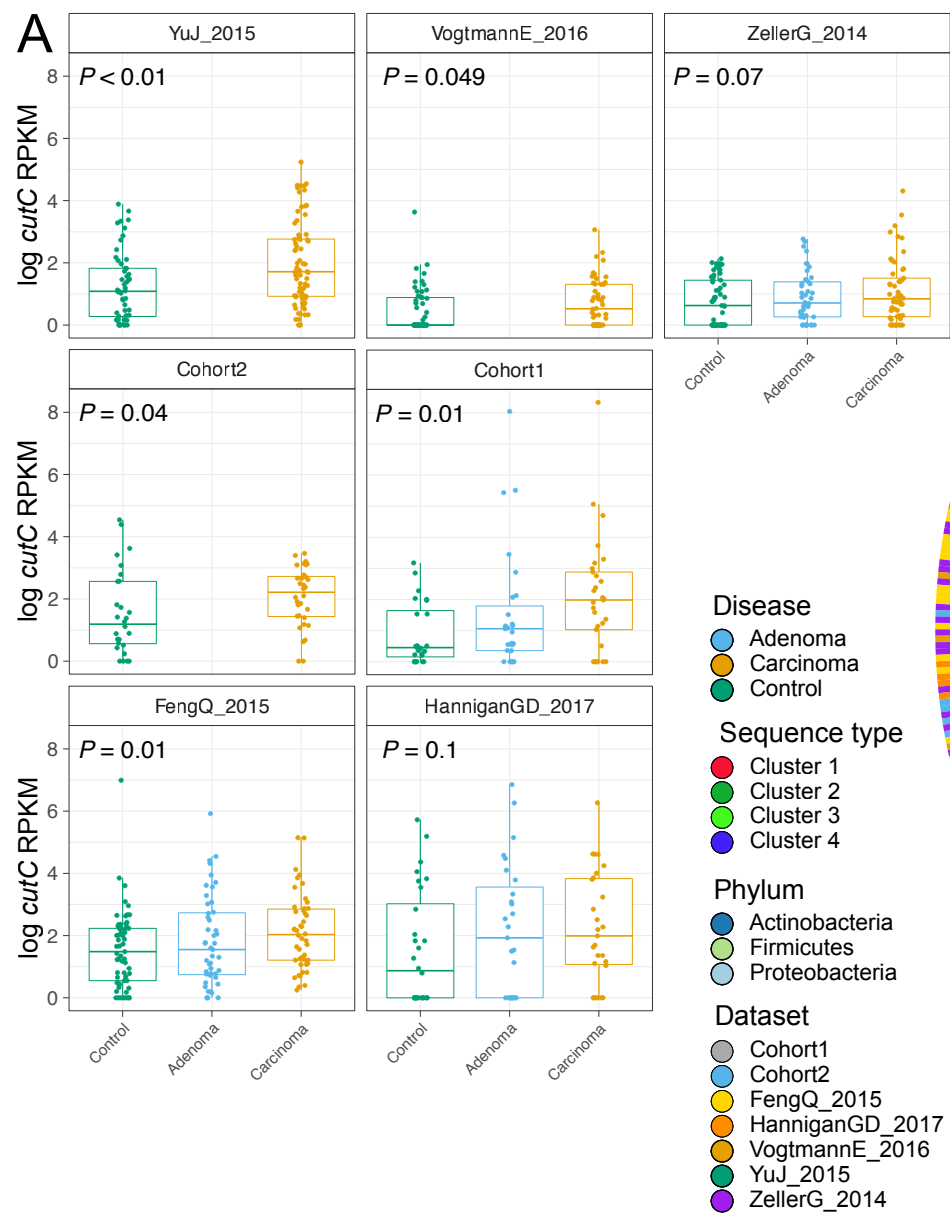 A
YuJ_2015
VogtmannE_2016
ZellerG_2014
P < 0.01
P = 0.049
P = 0.07
log cutC RPKM
8
6
4
2
0
Control
Adenoma
Carcinoma
Cohort2
Cohort1
P = 0.04
P = 0.01
log cutC RPKM
8
6
4
2
0
FengQ_2015
HanniganGD_2017
P = 0.01
P = 0.1
log cutC RPKM
8
6
4
2
0
Control
Adenoma
Carcinoma
Control
Adenoma
Carcinoma
Disease
Adenoma
Carcinoma
Control
Sequence type
Cluster 1
Cluster 2
Cluster 3
Cluster 4
Phylum
Actinobacteria
Firmicutes
Proteobacteria
Dataset
Cohort1
Cohort2
FengQ_2015
HanniganGD_2017
VogtmannE_2016
YuJ_2015
ZellerG_2014